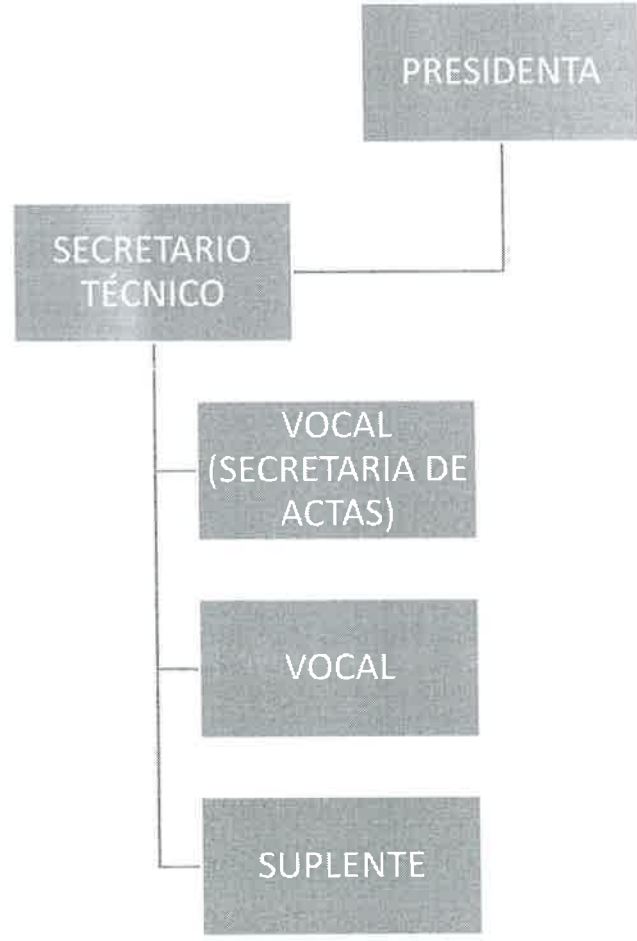 PRESIDENTA
SECRETARIO
TÉCNICO
VOCAL
(SECRETARIA DE
ACTAS)
VOCAL
SUPLENTE